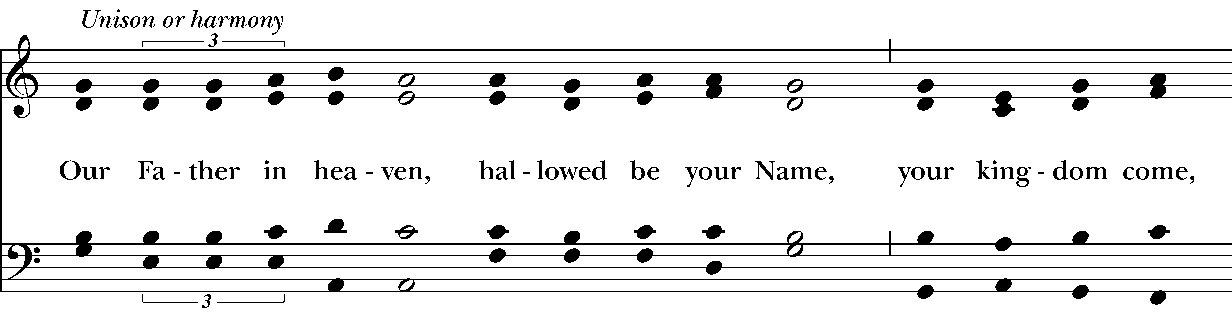 Unison or harmony
3
Our Fa - ther in hea - ven, hal - lowed be your Name, your king - dom come,
3